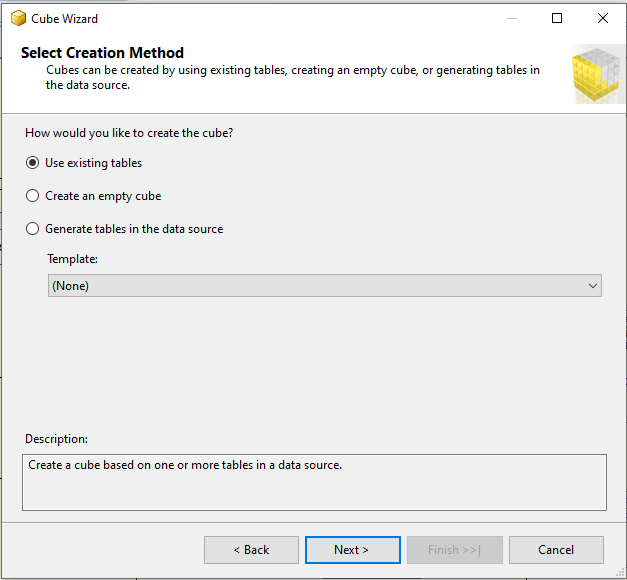 Cube Wizard
Select Creation Method
Cubes can be created by using existing tables, creating an empty cube, or generating tables in
the data source.
How would you like to create the cube?
Use existing tables
Create an empty cube
Generate tables in the data source
Template:
(None)
Description:
Create a cube based on one or more tables in a data source.
< Back
Next >
Finish >>|
Cancel